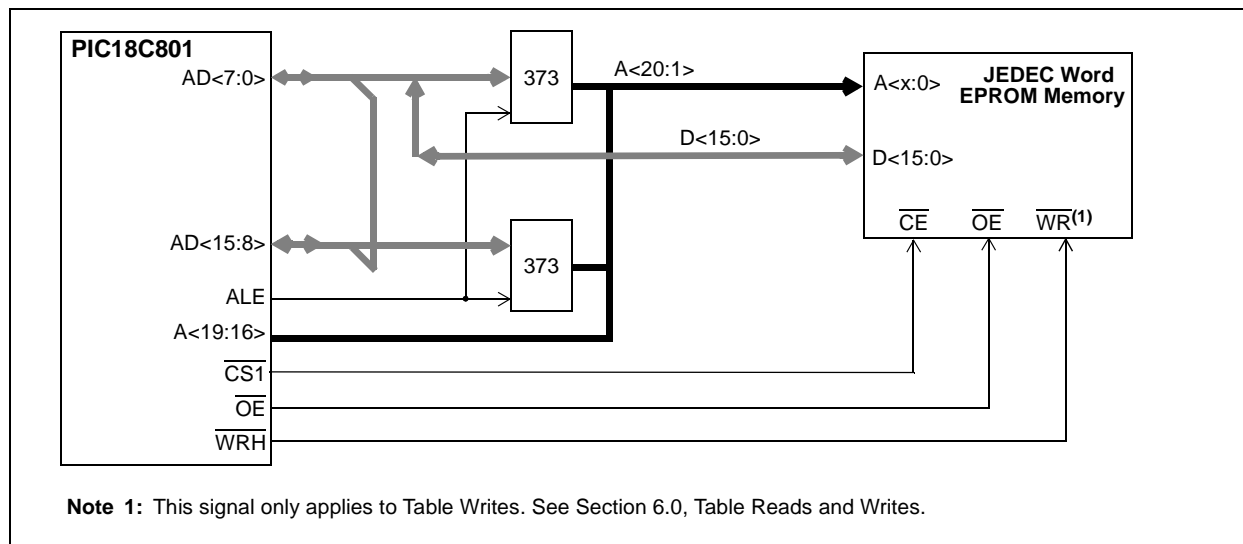 PIC18C801
AD<7:0>
373
A<20:1>
A<x:0>
JEDEC Word
EPROM Memory
D<15:0>
D<15:0>
CE OE WR(1)
AD<15:8>
373
ALE
A<19:16>
CS1
OE
WRH
Note 1: This signal only applies to Table Writes. See Section 6.0, Table Reads and Writes.